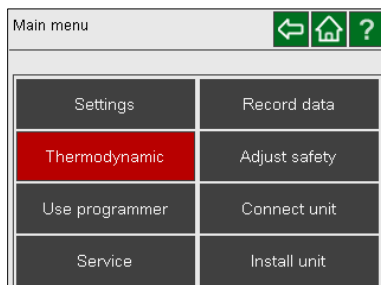 Main menu ?
Settings Record data
Thermodynamic Adjust safety
Use programmer Connect unit
Service Install unit